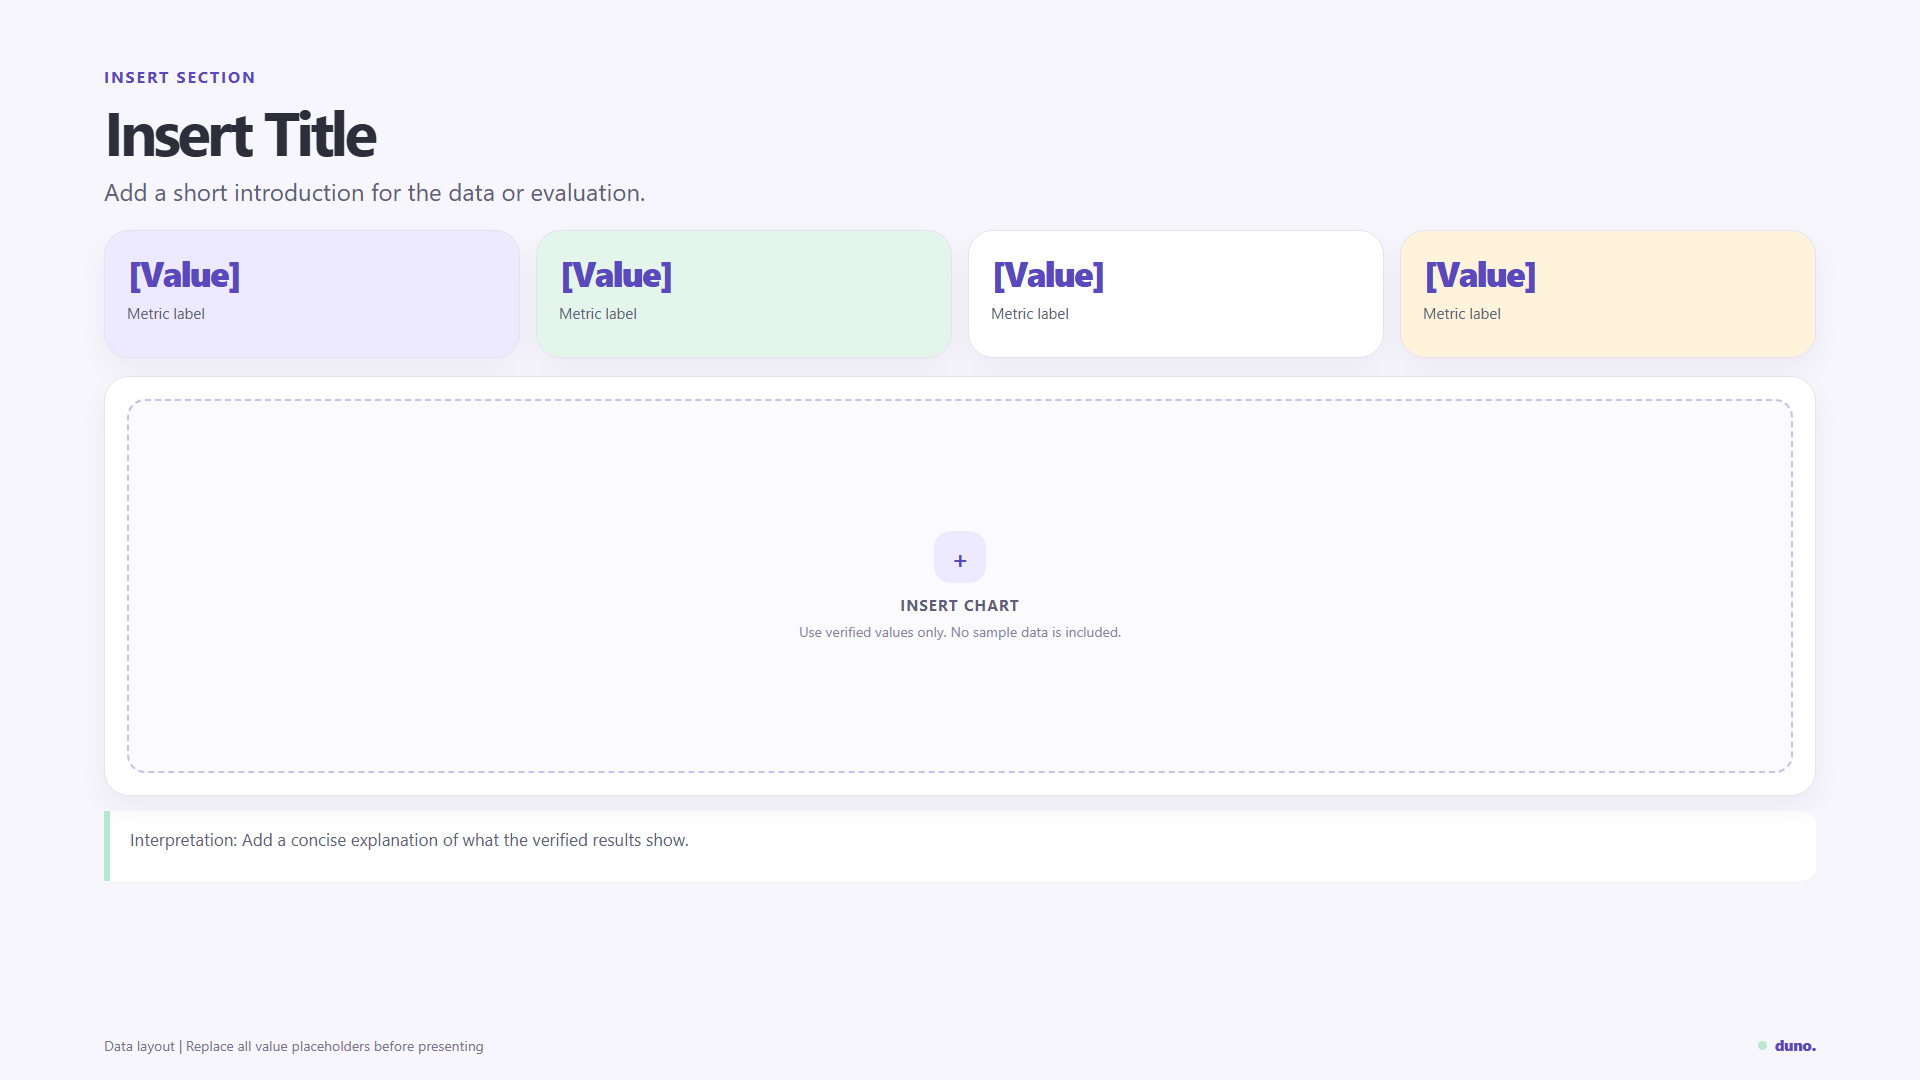 INSERT SECTION
Insert Title
Add a short introduction for the data or evaluation.
[Value]
Metric label
[Value]
Metric label
[Value]
Metric label
[Value]
Metric label
+
INSERT CHART
Use verified values only. No sample data is included.
Interpretation: Add a concise explanation of what the verified results show.
Data layout | Replace all value placeholders before presenting
duno.